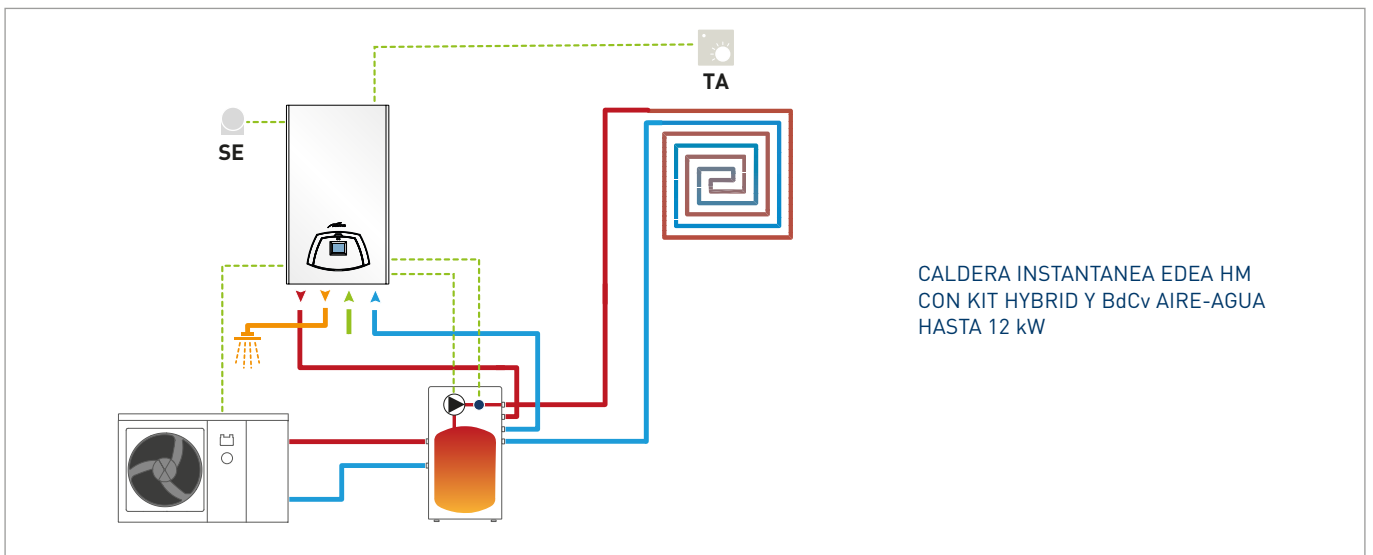 TA
SE
CALDERA INSTANTANEA EDEA HM
CON KIT HYBRID Y BdCv AIRE-AGUA
HASTA 12 kW